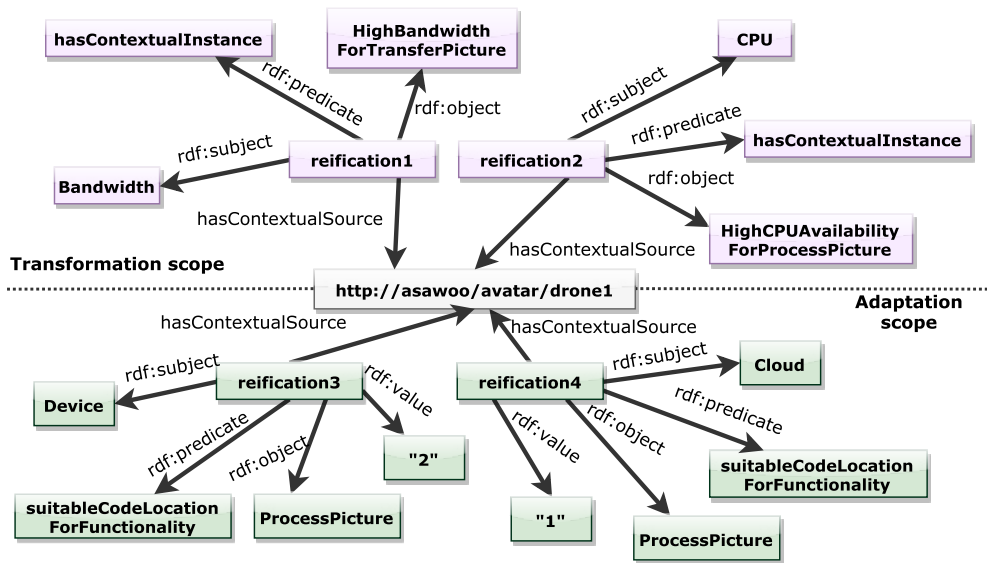 hasContextualInstance
HighBandwidth
ForTransferPicture
CPU
rdf:predicate
rdf:object
rdf:subject
rdf:predicate
hasContextualInstance
rdf:subject
reification1
reification2
rdf:object
Bandwidth
hasContextualSource
HighCPUAvailability
ForProcessPicture
hasContextualSource
Transformation scope
http://asawoo/avatar/drone1
Adaptation
scope
hasContextualSource
hasContextualSource
rdf:subject
reification3
rdf:value
reification4
rdf:subject
Cloud
Device
rdf:predicate
rdf:object
"2"
rdf:value
rdf:object
rdf:predicate
suitableCodeLocation
ForFunctionality
suitableCodeLocation
ForFunctionality
ProcessPicture
"1"
ProcessPicture